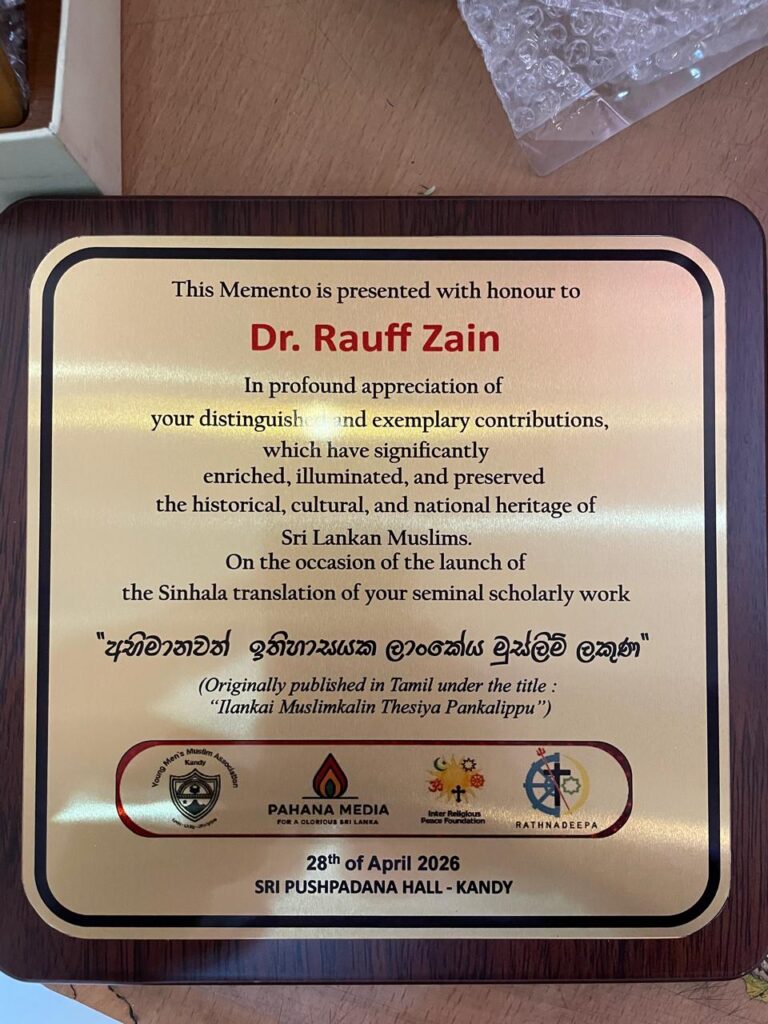 This Memento is presented with honour to
Dr. Rauff Zain
In profound appreciation of
your distinguished and exemplary contributions,
which have significantly
enriched, illuminated, and preserved
the historical, cultural, and national heritage of
Sri Lankan Muslims.
On the occasion of the launch of
the Sinhala translation of your seminal scholarly work
"අභිමානවත් ඉතිහාසයක ලාංකේය මුස්ලිම් ලකුණ"
(Originally published in Tamil under the title :
“Ilankai Muslimkalin Thesiya Pankalippu”)
Young Men's Muslim Association
Kandy
PAHANA MEDIA
FOR A GLORIOUS SRI LANKA
Inter Religious
Peace Foundation
RATHNADEEPA
28th of April 2026
SRI PUSHPADANA HALL - KANDY